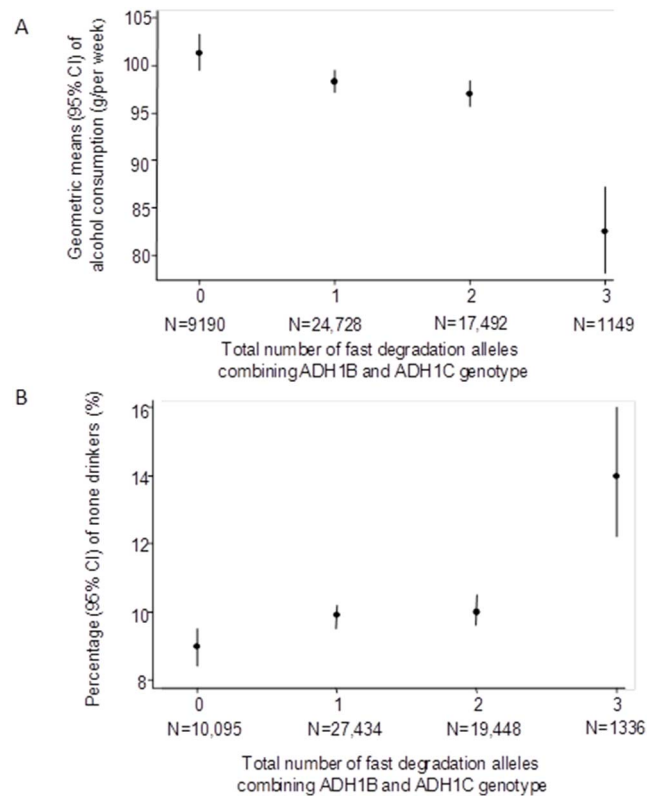 A
Geometric means (95% CI) of
alcohol consumption (g/per week)
105
100
95
90
85
80
0 1 2 3
N=9190 N=24,728 N=17,492 N=1149
Total number of fast degradation alleles
combining ADH1B and ADH1C genotype
B
Percentage (95% CI) of none drinkers (%)
16
14
12
10
8
0 1 2 3
N=10,095 N=27,434 N=19,448 N=1336
Total number of fast degradation alleles
combining ADH1B and ADH1C genotype